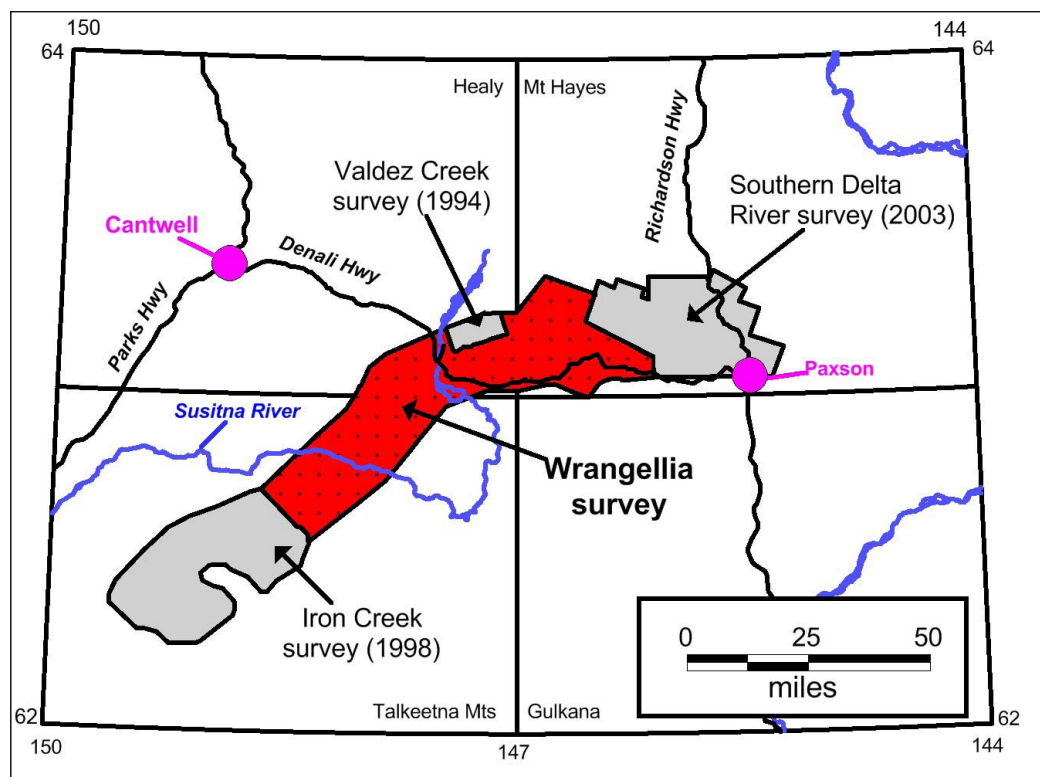 150
144
64
64
Healy
Mt Hayes
Richardson Hwy
Valdez Creek
survey (1994)
Southern Delta
River survey (2003)
Cantwell
Denali Hwy
Parks Hwy
Paxson
Susitna River
Wrangellia
survey
Iron Creek
survey (1998)
0
25
50
miles
62
Talkeetna Mts
Gulkana
62
150
147
144